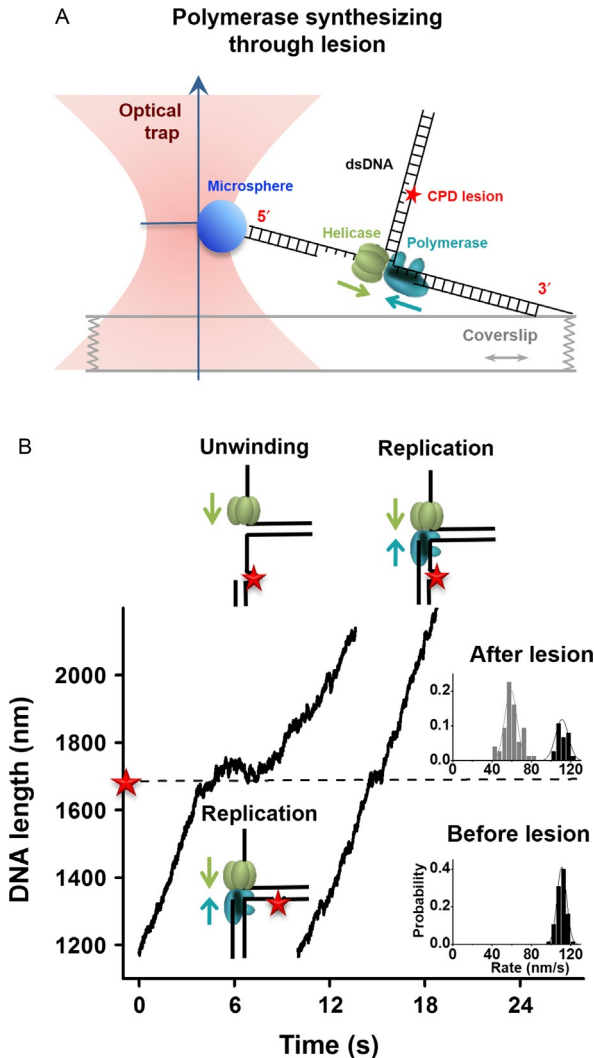 A
Polymerase synthesizing
through lesion
Optical
trap
Microsphere
5′
dsDNA
CPD lesion
Helicase
Polymerase
3′
Coverslip
B
Unwinding
Replication
After lesion
0.2
0.1
0.0
0 40 80 120
Replication
Before lesion
0.4
0.2
0.0
Probability
0 40 80 120
Rate (nm/s)
DNA length (nm)
2000
1800
1600
1400
1200
0 6 12 18 24
Time (s)